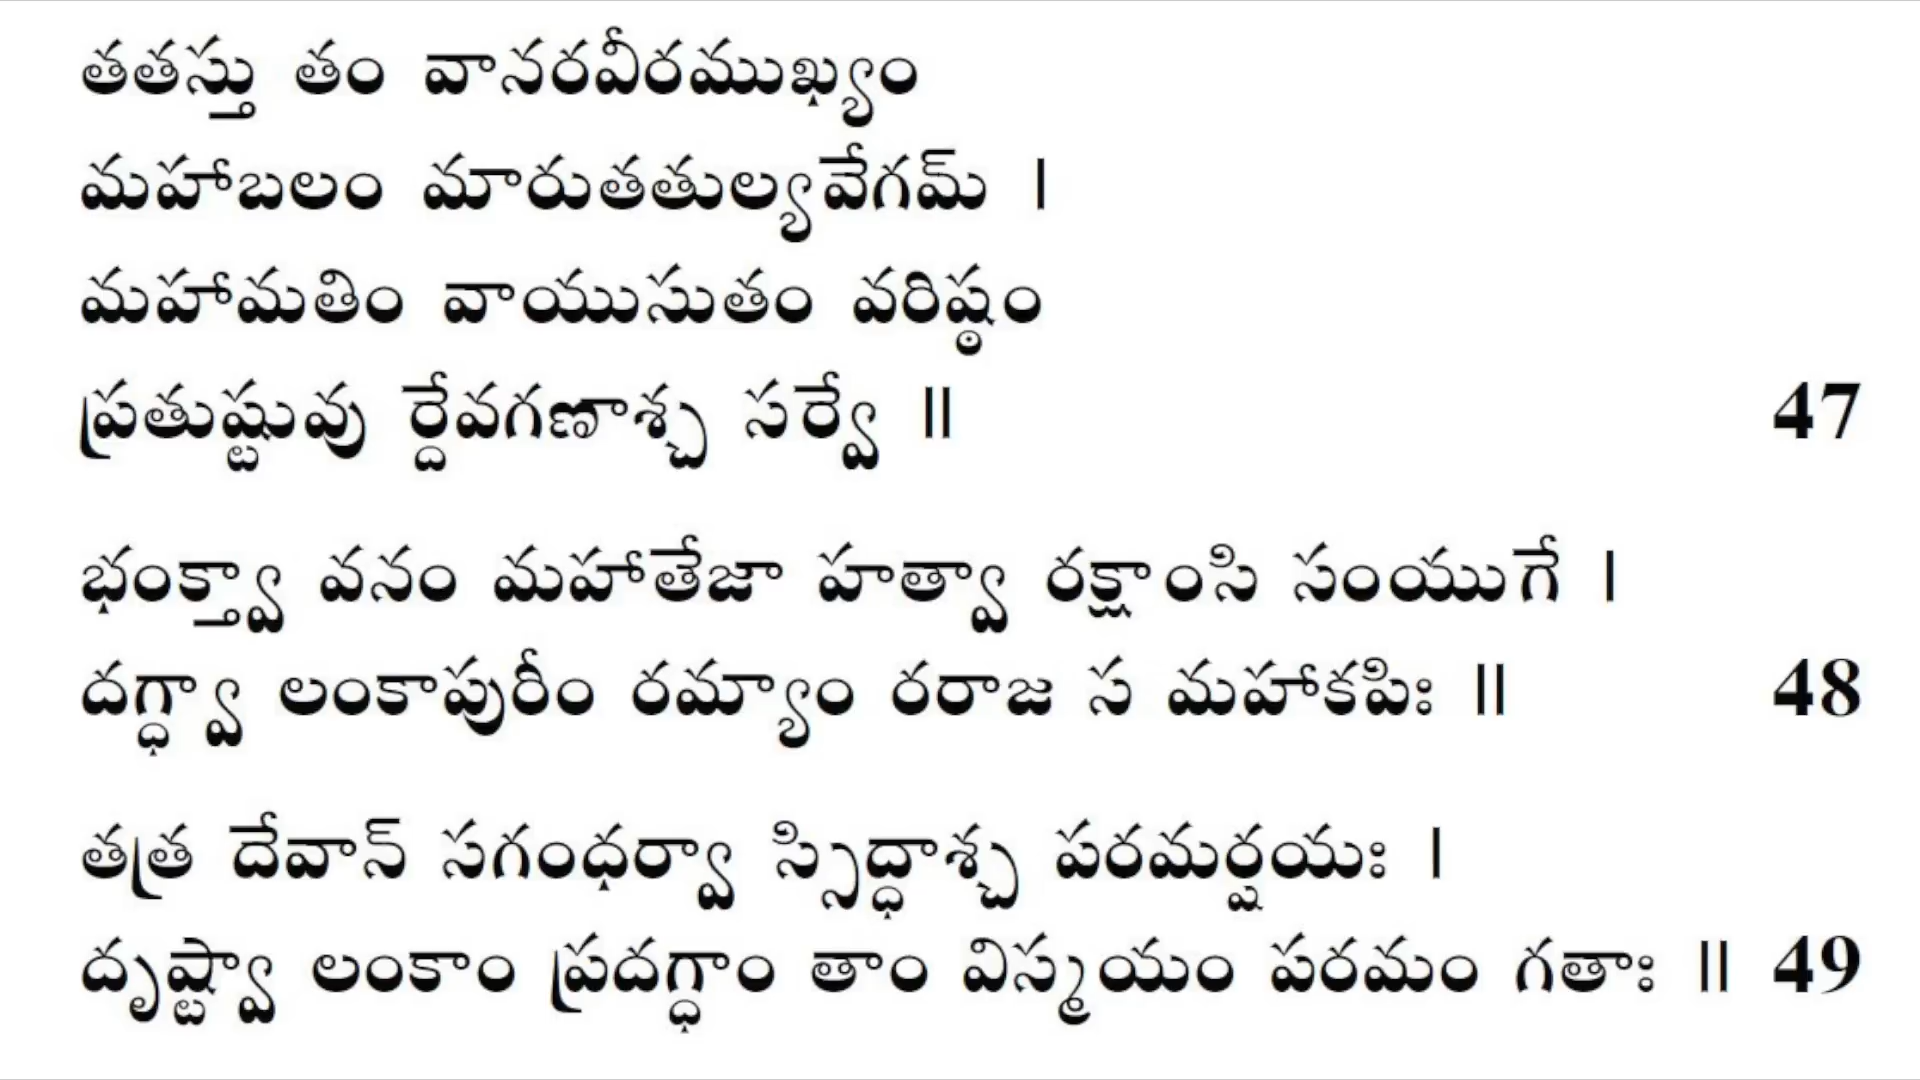 తతస్తు తం వానరవీరముఖ్యం
మహాబలం మారుతతుల్యవేగమ్ ।
మహామతిం వాయుసుతం వరిష్ఠం
ప్రతుష్టువు ర్దేవగణాశ్చ సర్వే ॥ 47
భంక్త్వా వనం మహాతేజా హత్వా రక్షాంసి సంయుగే ।
దగ్ధ్వా లంకాపురీం రమ్యాం రరాజ స మహాకపిః ॥ 48
తత్ర దేవాన్ సగంధర్వా స్సిద్ధాశ్చ పరమర్షయః ।
దృష్ట్వా లంకాం ప్రదగ్ధాం తాం విస్మయం పరమం గతాః ॥ 49